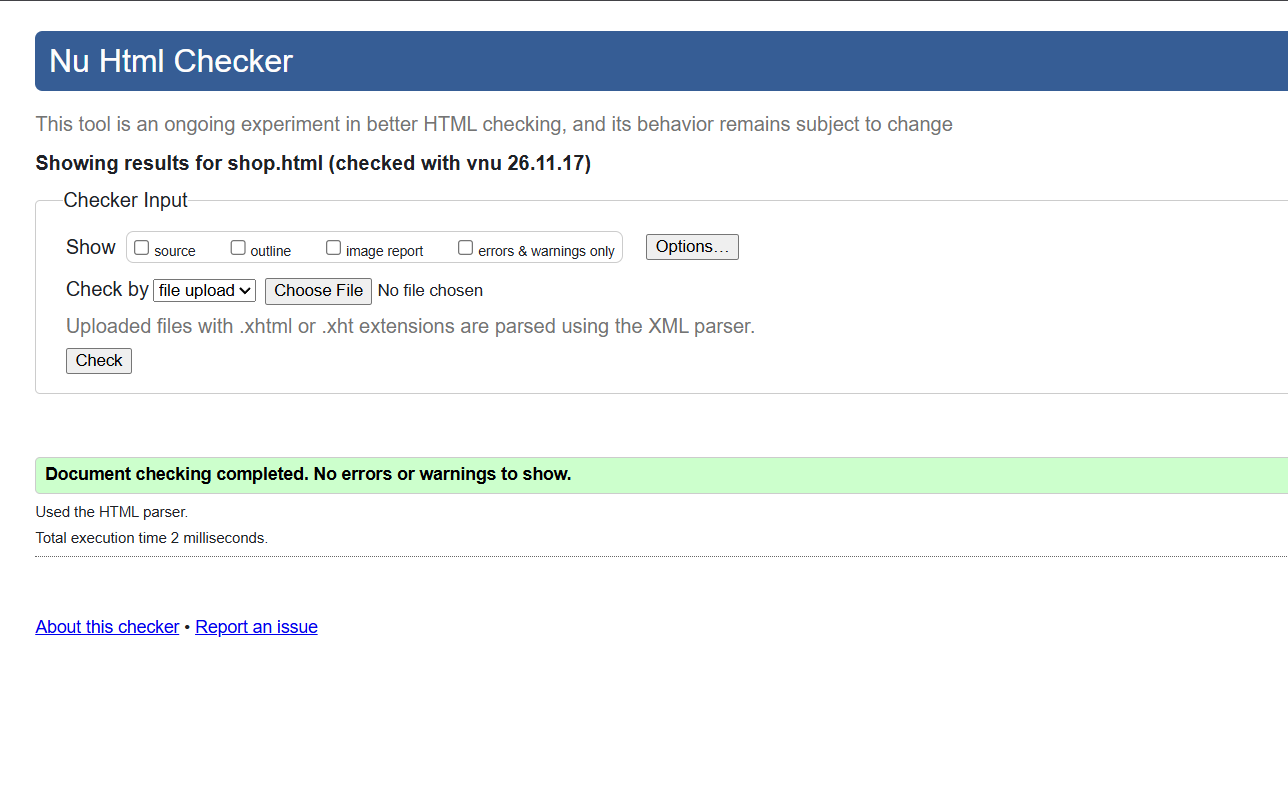 Nu Html Checker
This tool is an ongoing experiment in better HTML checking, and its behavior remains subject to change
Showing results for shop.html (checked with vnu 26.11.17)
Checker Input
Show source outline image report errors & warnings only Options…
Check by file upload Choose File No file chosen
Uploaded files with .xhtml or .xht extensions are parsed using the XML parser.
Check
Document checking completed. No errors or warnings to show.
Used the HTML parser.
Total execution time 2 milliseconds.
About this checker • Report an issue